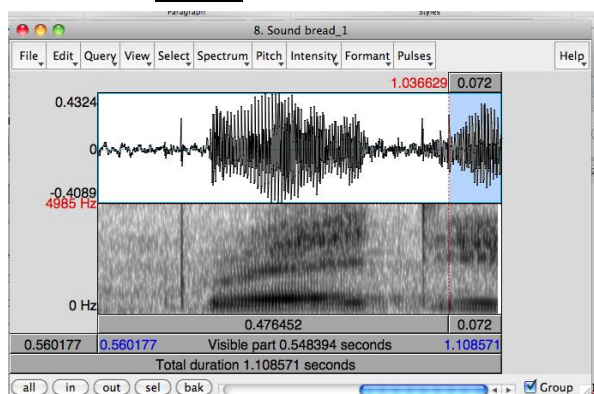 Paragraph Styles
8. Sound bread_1
File Edit Query View Select Spectrum Pitch Intensity Formant Pulses Help
1.036629 0.072
0.4324
0
-0.4089
4985 Hz
0 Hz
0.476452 0.072
0.560177 0.560177 Visible part 0.548394 seconds 1.108571
Total duration 1.108571 seconds
all in out sel bak Group